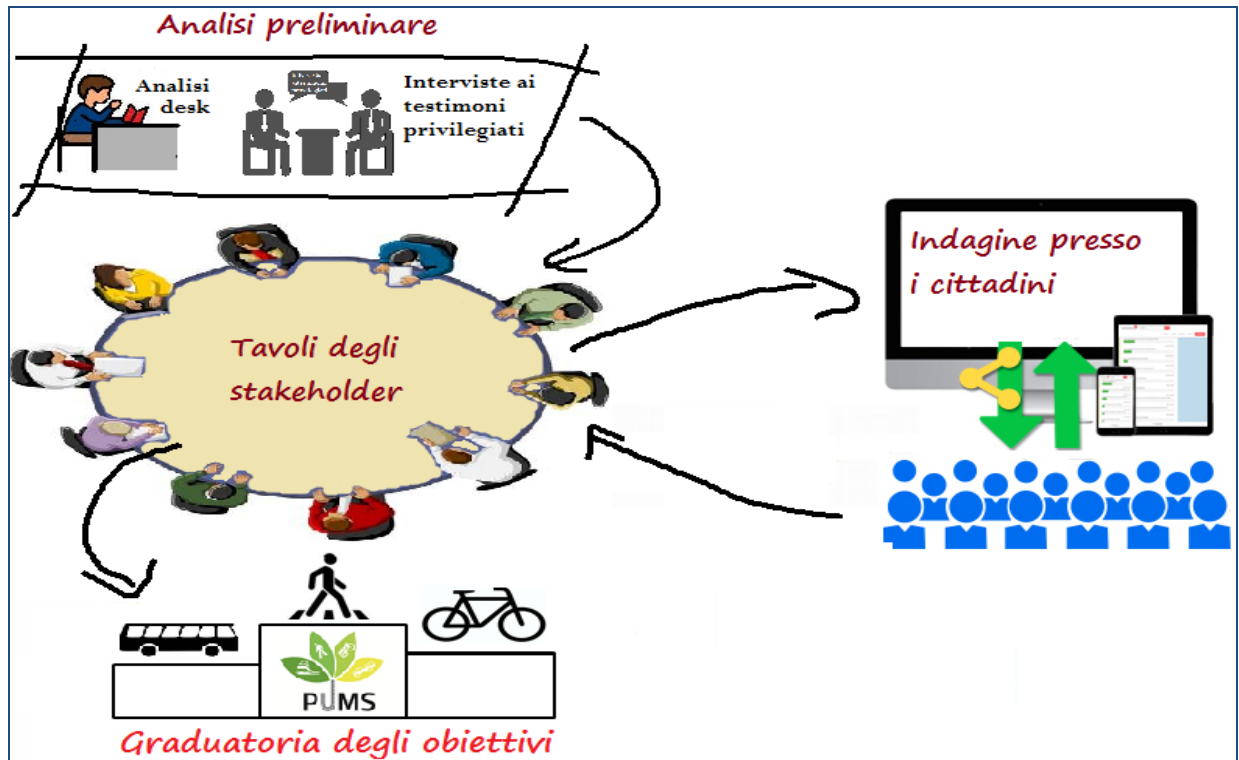 Analisi preliminare
Analisi
desk
Interviste ai
testimoni
privilegiati
Indagine presso
i cittadini
Tavoli degli
stakeholder
PUMS
Graduatoria degli obiettivi